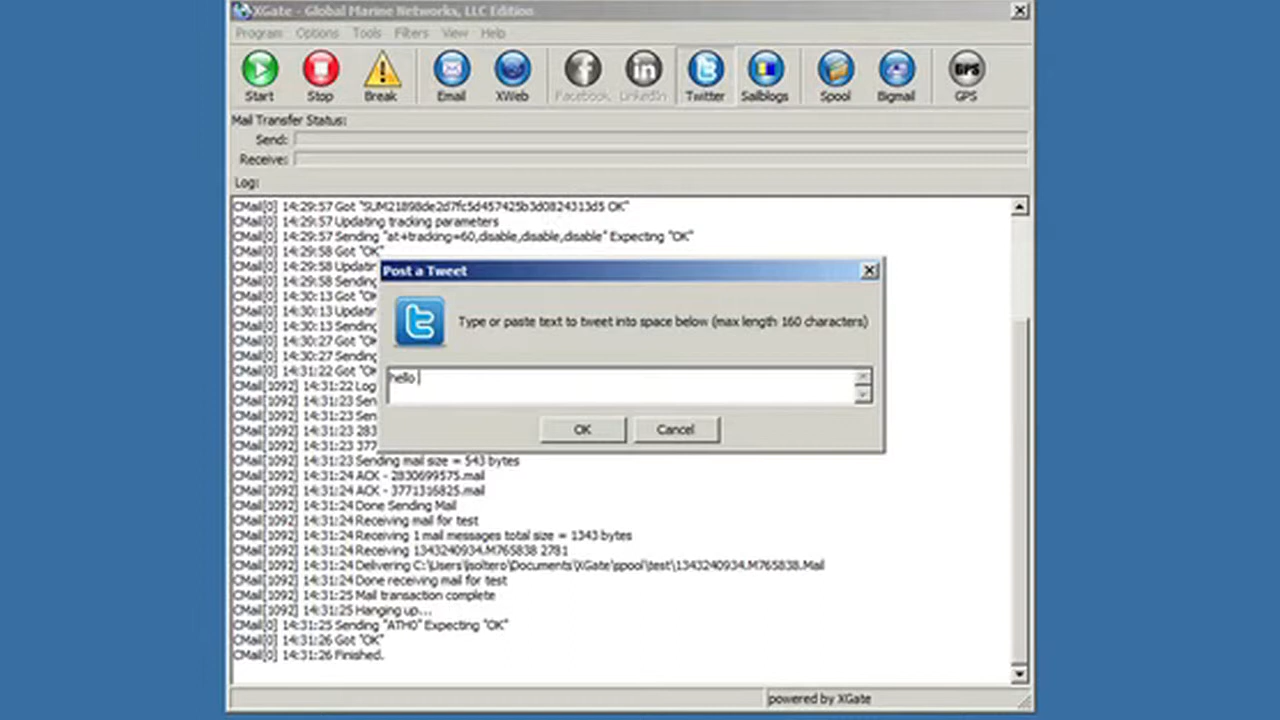 XGate - Global Marine Networks, LLC Edition
Program Options Tools Filters View Help
Start Stop Break Email XWeb Facebook LinkedIn Twitter Sailblogs Spool Bigmail GPS
GPS
Mail Transfer Status:
Send:
Receive:
Log:
CMail[0] 14:29:57 Got "SUM21898de2d7fc5d457425b3d0824313d5 OK"
CMail[0] 14:29:57 Updating tracking parameters
CMail[0] 14:29:57 Sending "at+tracking=60,disable,disable,disable" Expecting "OK"
CMail[0] 14:29:58 Got "OK"
CMail[0] 14:29:58 Updatin
CMail[0] 14:29:58 Sending
CMail[0] 14:30:13 Got "OK
CMail[0] 14:30:13 Updatin
CMail[0] 14:30:13 Sending
CMail[0] 14:30:27 Got "OK
CMail[0] 14:30:27 Sending
CMail[0] 14:31:22 Got "OK
CMail[1092] 14:31:22 Log
CMail[1092] 14:31:23 Sen
CMail[1092] 14:31:23 Sen
CMail[1092] 14:31:23 283
CMail[1092] 14:31:23 377
CMail[1092] 14:31:23 Sending mail size = 543 bytes
CMail[1092] 14:31:24 ACK - 2830699575.mail
CMail[1092] 14:31:24 ACK - 3771316825.mail
CMail[1092] 14:31:24 Done Sending Mail
CMail[1092] 14:31:24 Receiving mail for test
CMail[1092] 14:31:24 Receiving 1 mail messages total size = 1343 bytes
CMail[1092] 14:31:24 Receiving 1343240934.M765838 2781
CMail[1092] 14:31:24 Delivering C:\Users\lsoltero\Documents\XGate\spool\test\1343240934.M765838.Mail
CMail[1092] 14:31:24 Done receiving mail for test
CMail[1092] 14:31:25 Mail transaction complete
CMail[1092] 14:31:25 Hanging up...
CMail[0] 14:31:25 Sending "ATH0" Expecting "OK"
CMail[0] 14:31:26 Got "OK"
CMail[0] 14:31:26 Finished.
Post a Tweet
Type or paste text to tweet into space below (max length 160 characters)
hello
OK Cancel
powered by XGate